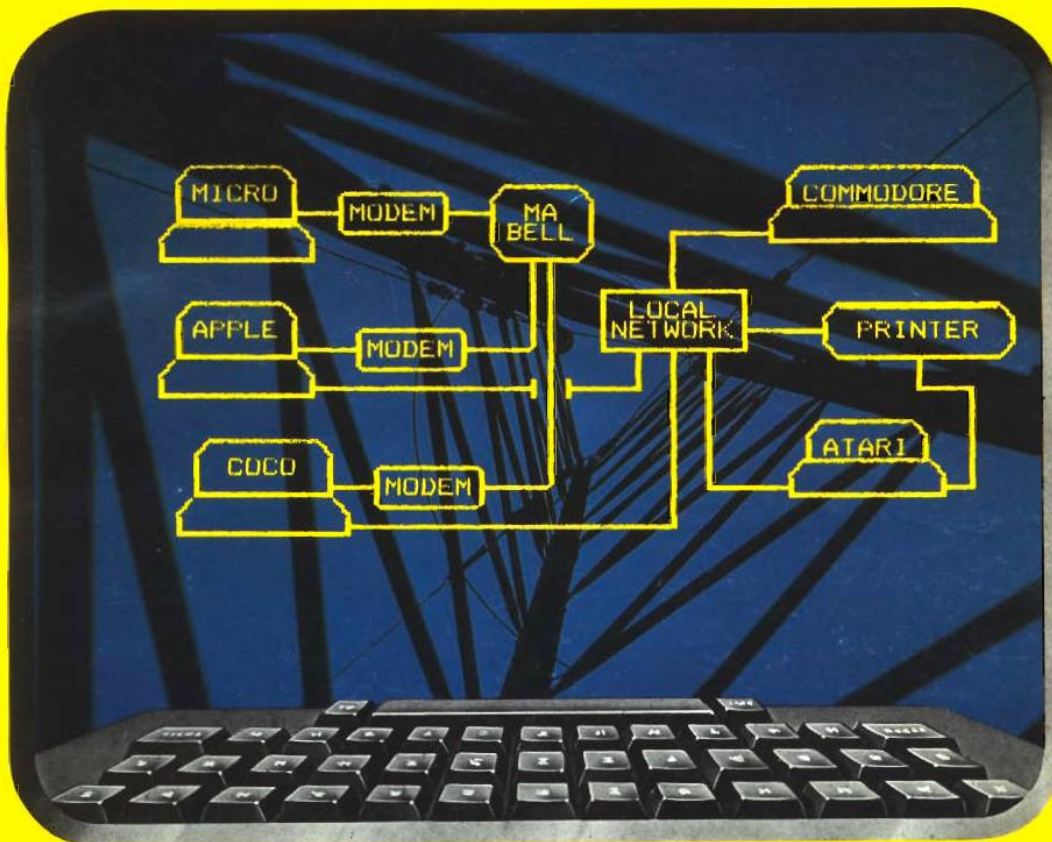 MICRO
MODEM
MA
BELL
COMMODORE
APPLE
MODEM
LOCAL
NETWORK
PRINTER
COCO
MODEM
ATARI